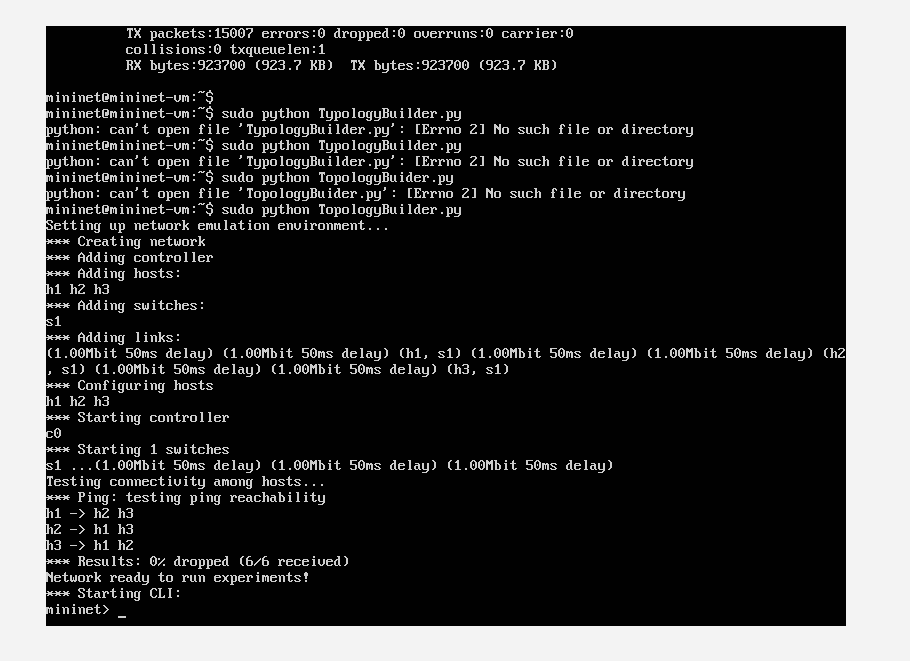 TX packets:15007 errors:0 dropped:0 overruns:0 carrier:0
collisions:0 txqueuelen:1
RX bytes:923700 (923.7 KB)  TX bytes:923700 (923.7 KB)
mininet@mininet-vm:~$
mininet@mininet-vm:~$ sudo python TypologyBuilder.py
python: can't open file 'TypologyBuilder.py': [Errno 2] No such file or directory
mininet@mininet-vm:~$ sudo python TypologyBuilder.py
python: can't open file 'TypologyBuilder.py': [Errno 2] No such file or directory
mininet@mininet-vm:~$ sudo python TopologyBuider.py
python: can't open file 'TopologyBuider.py': [Errno 2] No such file or directory
mininet@mininet-vm:~$ sudo python TopologyBuilder.py
Setting up network emulation environment...
*** Creating network
*** Adding controller
*** Adding hosts:
h1 h2 h3
*** Adding switches:
s1
*** Adding links:
(1.00Mbit 50ms delay) (1.00Mbit 50ms delay) (h1, s1) (1.00Mbit 50ms delay) (1.00Mbit 50ms delay) (h2
, s1) (1.00Mbit 50ms delay) (1.00Mbit 50ms delay) (h3, s1)
*** Configuring hosts
h1 h2 h3
*** Starting controller
c0
*** Starting 1 switches
s1 ...(1.00Mbit 50ms delay) (1.00Mbit 50ms delay) (1.00Mbit 50ms delay)
Testing connectivity among hosts...
*** Ping: testing ping reachability
h1 -> h2 h3
h2 -> h1 h3
h3 -> h1 h2
*** Results: 0% dropped (6/6 received)
Network ready to run experiments!
*** Starting CLI:
mininet> _